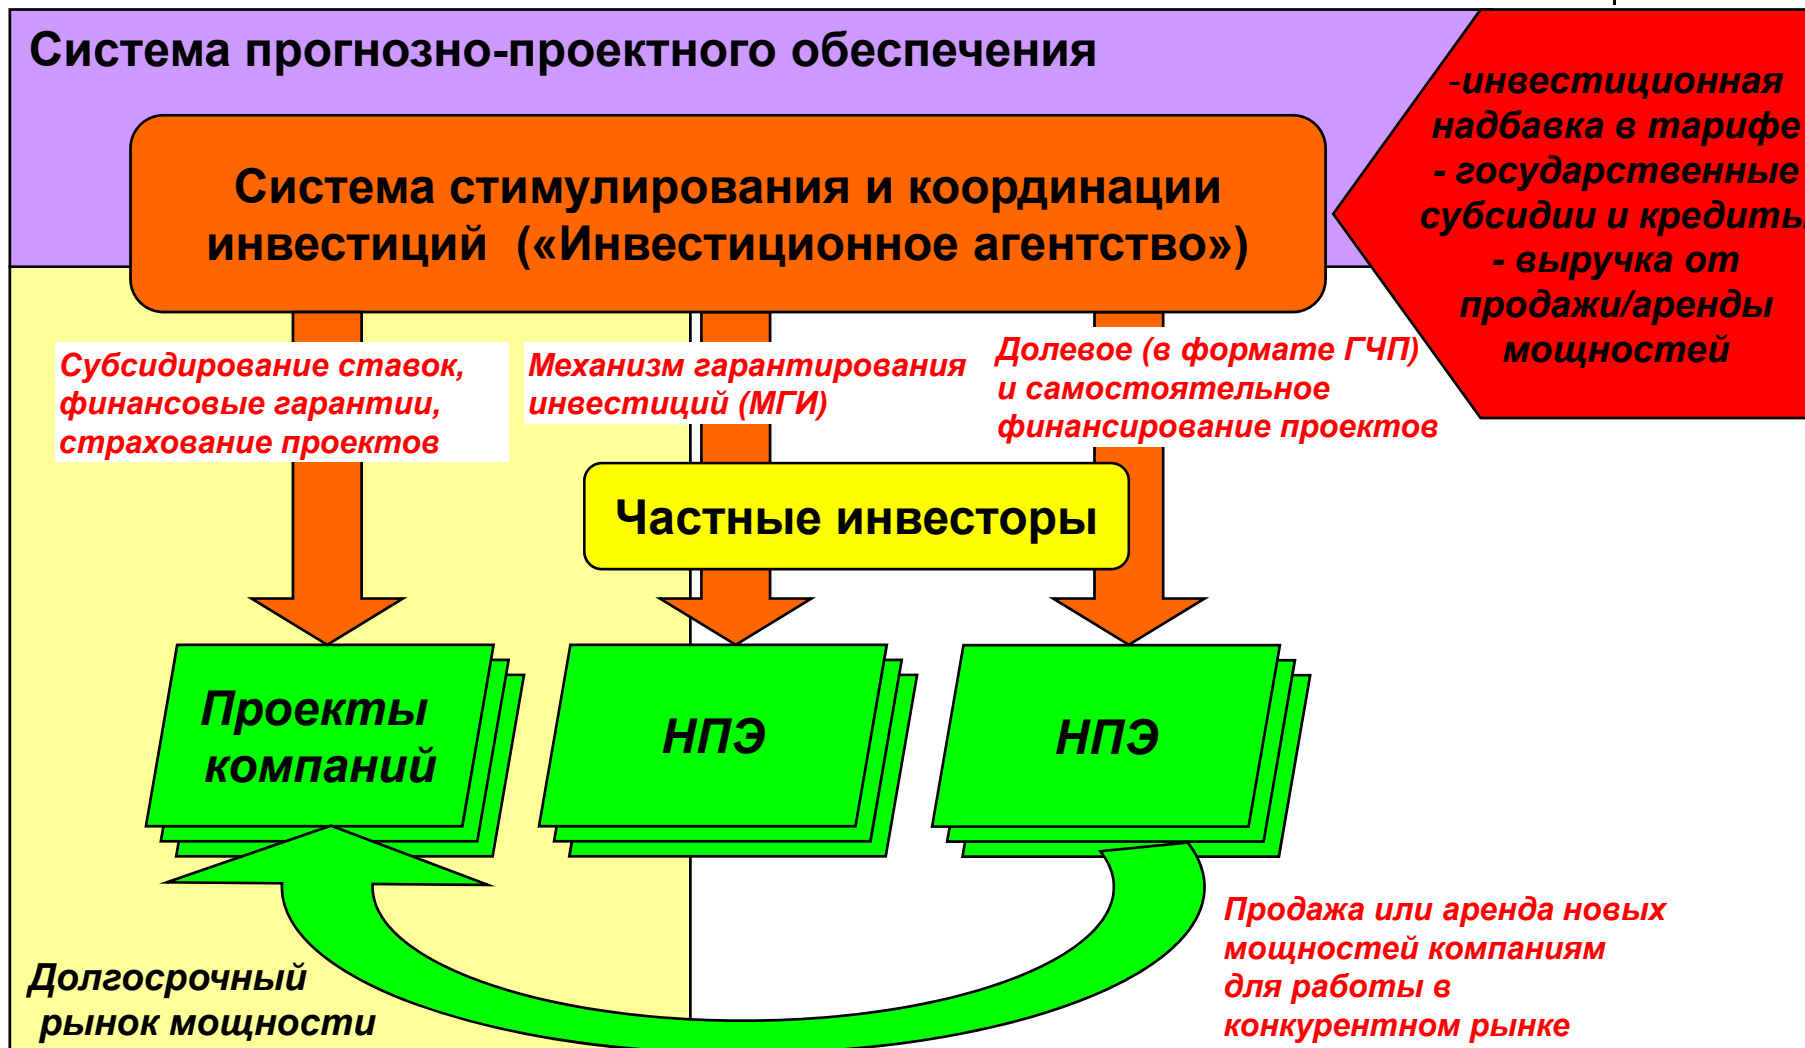 Система прогнозно-проектного обеспечения
-инвестиционная
надбавка в тарифе
- государственные
субсидии и кредиты
- выручка от
продажи/аренды
мощностей
Система стимулирования и координации
инвестиций («Инвестиционное агентство»)
Субсидирование ставок,
финансовые гарантии,
страхование проектов
Механизм гарантирования
инвестиций (МГИ)
Долевое (в формате ГЧП)
и самостоятельное
финансирование проектов
Частные инвесторы
Проекты
компаний
НПЭ
НПЭ
Долгосрочный
рынок мощности
Продажа или аренда новых
мощностей компаниям
для работы в
конкурентном рынке